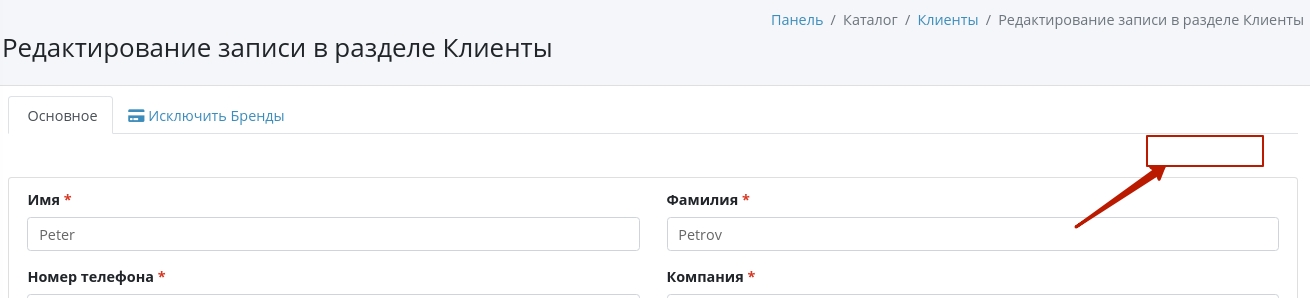 Панель / Каталог / Клиенты / Редактирование записи в разделе Клиенты
Редактирование записи в разделе Клиенты
Основное Исключить Бренды
Имя * Фамилия *
Peter Petrov
Номер телефона * Компания *